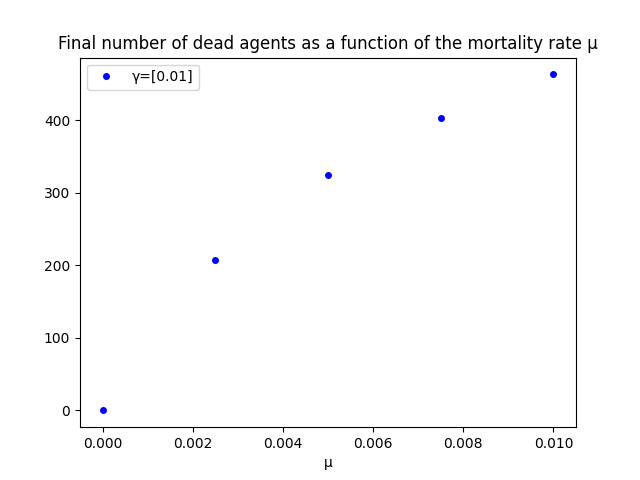 Final number of dead agents as a function of the mortality rate μ
γ=[0.01]
400
300
200
100
0
0.000 0.002 0.004 0.006 0.008 0.010
μ